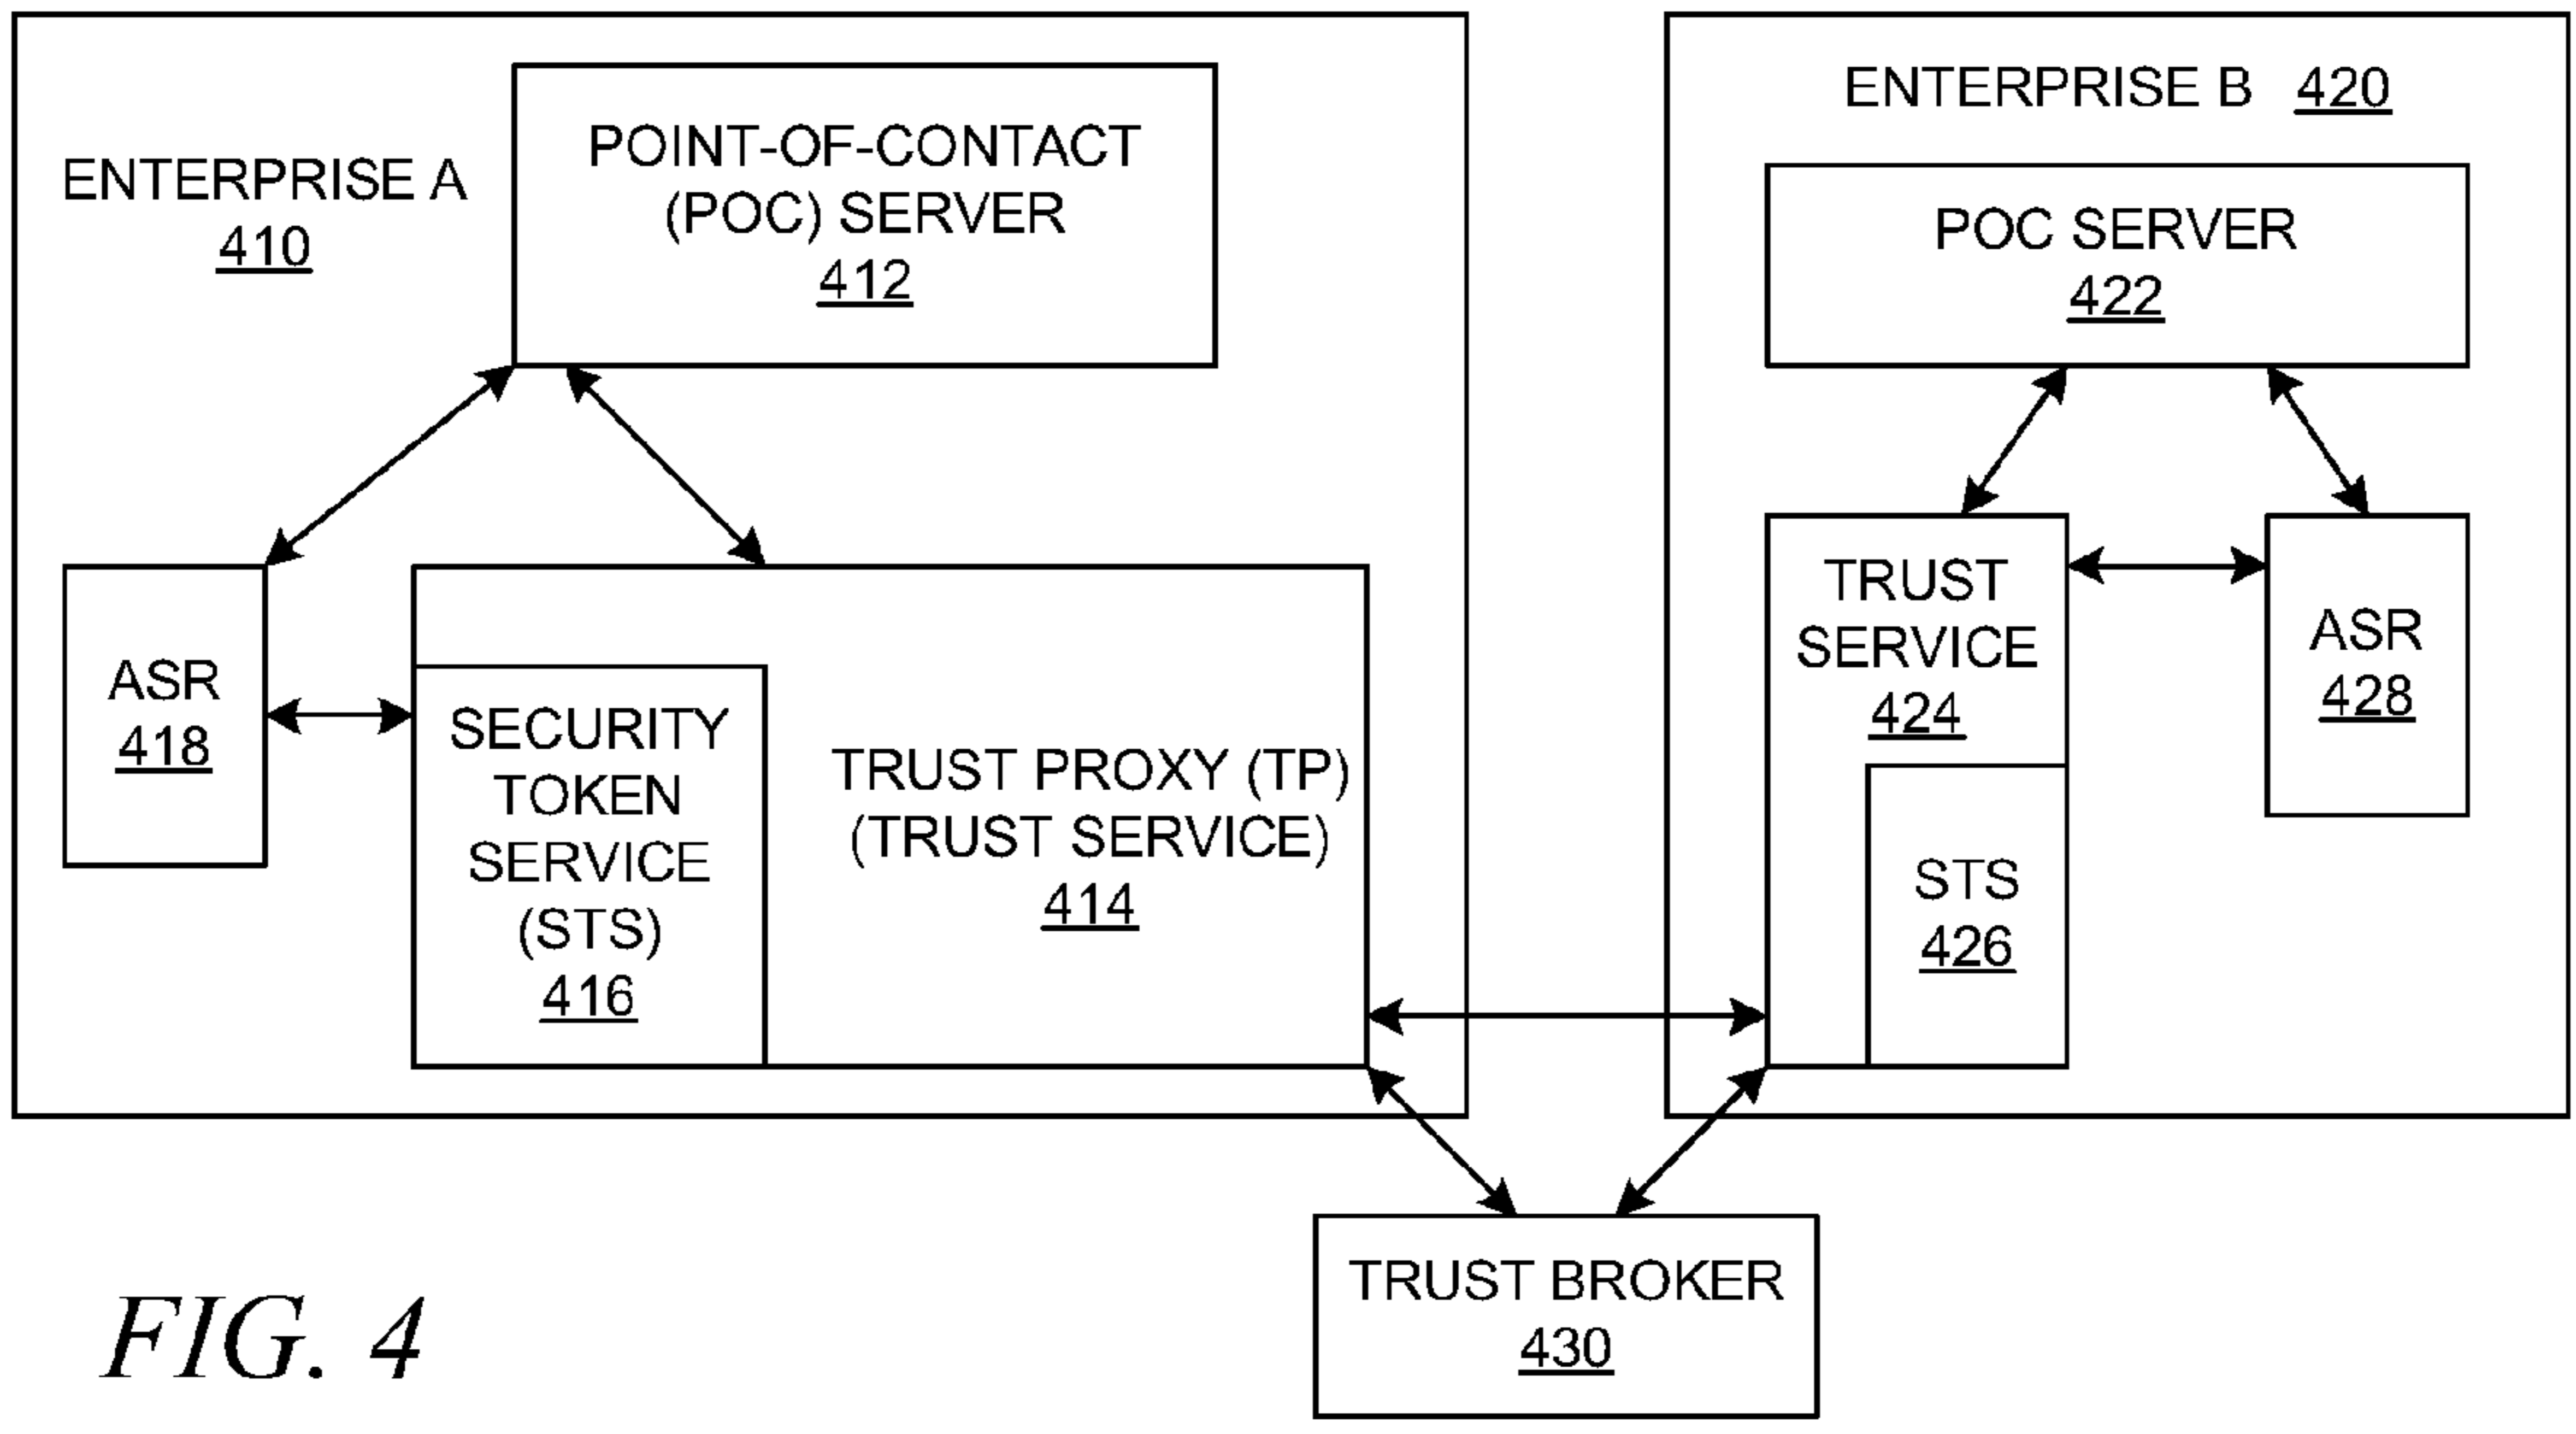 ENTERPRISE A
410
POINT-OF-CONTACT
(POC) SERVER
412
ASR
418
SECURITY
TOKEN
SERVICE
(STS)
416
TRUST PROXY (TP)
(TRUST SERVICE)
414
ENTERPRISE B 420
POC SERVER
422
TRUST
SERVICE
424
STS
426
ASR
428
TRUST BROKER
430
FIG. 4